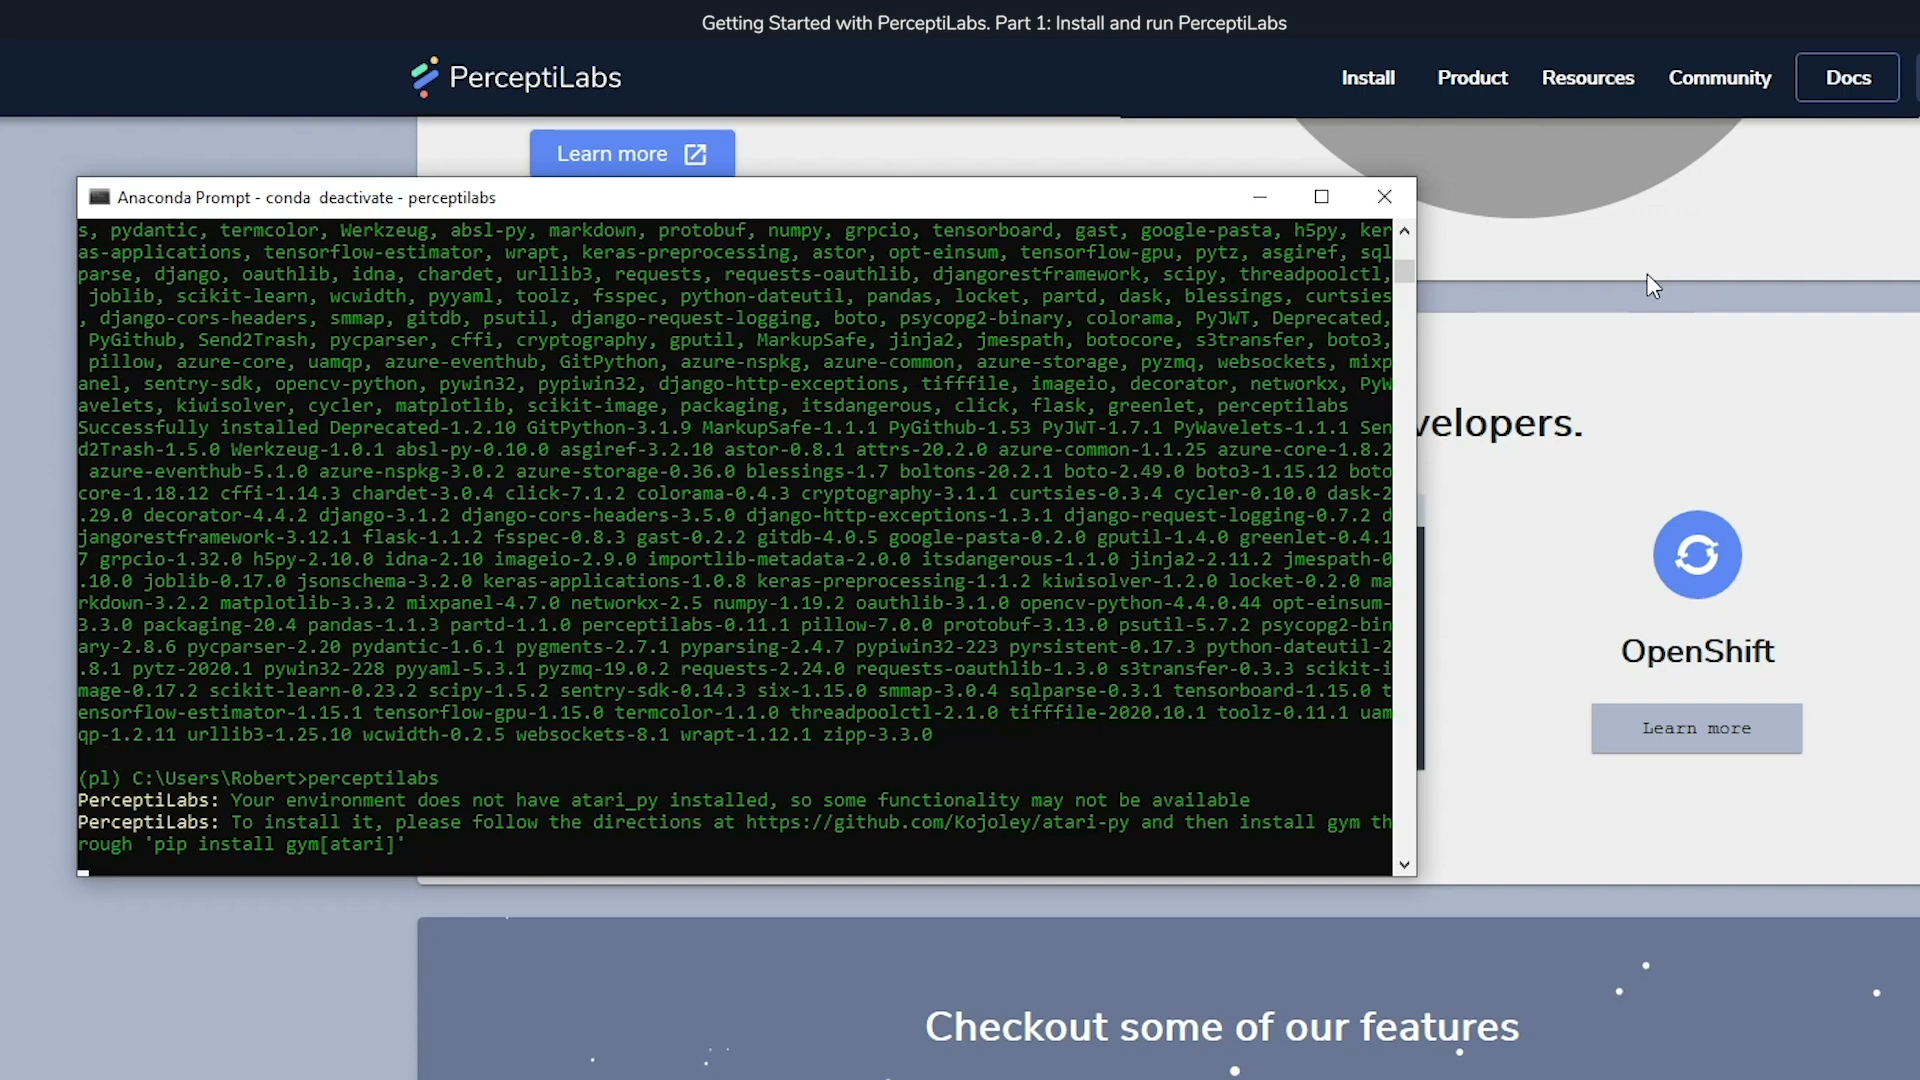 Getting Started with PerceptiLabs. Part 1: Install and run PerceptiLabs
PerceptiLabs
Install
Product
Resources
Community
Docs
Learn more
Anaconda Prompt - conda  deactivate - perceptilabs
s, pydantic, termcolor, Werkzeug, absl-py, markdown, protobuf, numpy, grpcio, tensorboard, gast, google-pasta, h5py, ker
as-applications, tensorflow-estimator, wrapt, keras-preprocessing, astor, opt-einsum, tensorflow-gpu, pytz, asgiref, sql
parse, django, oauthlib, idna, chardet, urllib3, requests, requests-oauthlib, djangorestframework, scipy, threadpoolctl,
joblib, scikit-learn, wcwidth, pyyaml, toolz, fsspec, python-dateutil, pandas, locket, partd, dask, blessings, curtsies
, django-cors-headers, smmap, gitdb, psutil, django-request-logging, boto, psycopg2-binary, colorama, PyJWT, Deprecated,
PyGithub, Send2Trash, pycparser, cffi, cryptography, gputil, MarkupSafe, jinja2, jmespath, botocore, s3transfer, boto3,
pillow, azure-core, uamqp, azure-eventhub, GitPython, azure-nspkg, azure-common, azure-storage, pyzmq, websockets, mixp
anel, sentry-sdk, opencv-python, pywin32, pypiwin32, django-http-exceptions, tifffile, imageio, decorator, networkx, PyW
avelets, kiwisolver, cycler, matplotlib, scikit-image, packaging, itsdangerous, click, flask, greenlet, perceptilabs
Successfully installed Deprecated-1.2.10 GitPython-3.1.9 MarkupSafe-1.1.1 PyGithub-1.53 PyJWT-1.7.1 PyWavelets-1.1.1 Sen
d2Trash-1.5.0 Werkzeug-1.0.1 absl-py-0.10.0 asgiref-3.2.10 astor-0.8.1 attrs-20.2.0 azure-common-1.1.25 azure-core-1.8.2
azure-eventhub-5.1.0 azure-nspkg-3.0.2 azure-storage-0.36.0 blessings-1.7 boltons-20.2.1 boto-2.49.0 boto3-1.15.12 boto
core-1.18.12 cffi-1.14.3 chardet-3.0.4 click-7.1.2 colorama-0.4.3 cryptography-3.1.1 curtsies-0.3.4 cycler-0.10.0 dask-2
.29.0 decorator-4.4.2 django-3.1.2 django-cors-headers-3.5.0 django-http-exceptions-1.3.1 django-request-logging-0.7.2 d
jangorestframework-3.12.1 flask-1.1.2 fsspec-0.8.3 gast-0.2.2 gitdb-4.0.5 google-pasta-0.2.0 gputil-1.4.0 greenlet-0.4.1
7 grpcio-1.32.0 h5py-2.10.0 idna-2.10 imageio-2.9.0 importlib-metadata-2.0.0 itsdangerous-1.1.0 jinja2-2.11.2 jmespath-0
.10.0 joblib-0.17.0 jsonschema-3.2.0 keras-applications-1.0.8 keras-preprocessing-1.1.2 kiwisolver-1.2.0 locket-0.2.0 ma
rkdown-3.2.2 matplotlib-3.3.2 mixpanel-4.7.0 networkx-2.5 numpy-1.19.2 oauthlib-3.1.0 opencv-python-4.4.0.44 opt-einsum-
3.3.0 packaging-20.4 pandas-1.1.3 partd-1.1.0 perceptilabs-0.11.1 pillow-7.0.0 protobuf-3.13.0 psutil-5.7.2 psycopg2-bin
ary-2.8.6 pycparser-2.20 pydantic-1.6.1 pygments-2.7.1 pyparsing-2.4.7 pypiwin32-223 pyrsistent-0.17.3 python-dateutil-2
.8.1 pytz-2020.1 pywin32-228 pyyaml-5.3.1 pyzmq-19.0.2 requests-2.24.0 requests-oauthlib-1.3.0 s3transfer-0.3.3 scikit-i
mage-0.17.2 scikit-learn-0.23.2 scipy-1.5.2 sentry-sdk-0.14.3 six-1.15.0 smmap-3.0.4 sqlparse-0.3.1 tensorboard-1.15.0 t
ensorflow-estimator-1.15.1 tensorflow-gpu-1.15.0 termcolor-1.1.0 threadpoolctl-2.1.0 tifffile-2020.10.1 toolz-0.11.1 uam
qp-1.2.11 urllib3-1.25.10 wcwidth-0.2.5 websockets-8.1 wrapt-1.12.1 zipp-3.3.0
(pl) C:\Users\Robert>perceptilabs
PerceptiLabs: Your environment does not have atari_py installed, so some functionality may not be available
PerceptiLabs: To install it, please follow the directions at https://github.com/Kojoley/atari-py and then install gym th
rough 'pip install gym[atari]'
velopers.
OpenShift
Learn more
Checkout some of our features